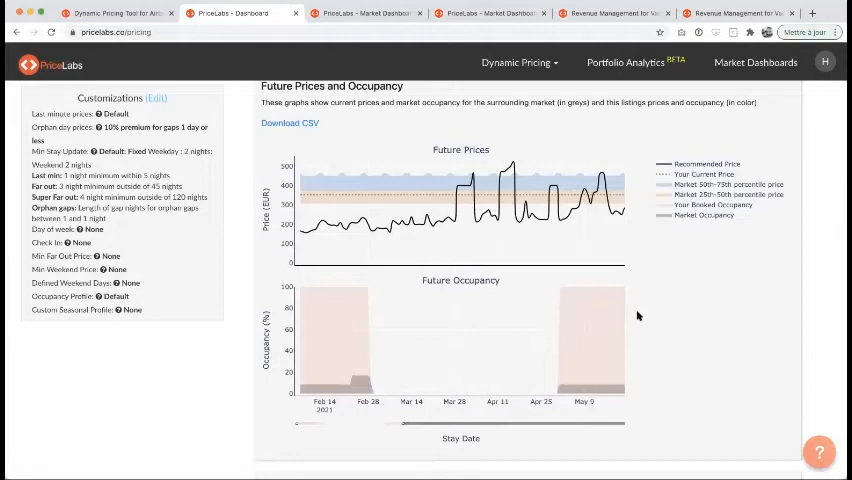 Dynamic Pricing Tool for Airb
PriceLabs - Dashboard
PriceLabs - Market Dashboar
PriceLabs - Market Dashboar
Revenue Management for Vac
Revenue Management for Vac
pricelabs.co/pricing
Mettre à jour
PRICELABS
Dynamic Pricing
Portfolio Analytics BETA
Market Dashboards
H
Customizations (Edit)
Last minute prices: Default
Orphan day prices: 10% premium for gaps 1 day or
less
Min Stay Update: Default: Fixed Weekday : 2 nights:
Weekend 2 nights
Last min: 1 night minimum within 5 nights
Far out: 3 night minimum outside of 45 nights
Super Far out: 4 night minimum outside of 120 nights
Orphan gaps: Length of gap nights for orphan gaps
between 1 and 1 night
Day of week: None
Check In: None
Min Far Out Price: None
Min Weekend Price: None
Defined Weekend Days: None
Occupancy Profile: Default
Custom Seasonal Profile: None
Future Prices and Occupancy
These graphs show current prices and market occupancy for the surrounding market (in greys) and this listings prices and occupancy (in color)
Download CSV
Future Prices
Price (EUR)
500
400
300
200
100
0
Recommended Price
Your Current Price
Market 50th-75th percentile price
Market 25th-50th percentile price
Your Booked Occupancy
Market Occupancy
Future Occupancy
Occupancy (%)
100
80
60
40
20
0
Feb 14
2021
Feb 28
Mar 14
Mar 28
Apr 11
Apr 25
May 9
Stay Date
?